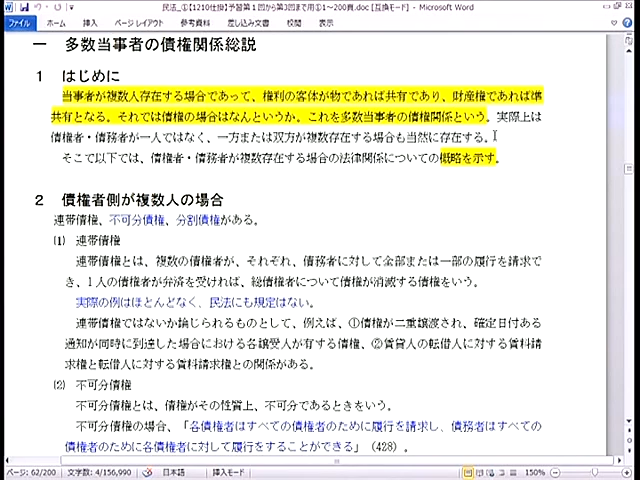 民法_①【1210仕掛】予習第１回から第3回まで用①1～200頁.doc [互換モード] - Microsoft Word
ファイル ホーム 挿入 ページ レイアウト 参考資料 差し込み文書 校閲 表示
一 多数当事者の債権関係総説
１ はじめに
当事者が複数人存在する場合であって、権利の客体が物であれば共有であり、財産権であれば準
共有となる。それでは債権の場合はなんというか。これを多数当事者の債権関係という。実際上は
債権者・債務者が一人ではなく、一方または双方が複数存在する場合も当然に存在する。
そこで以下では、債権者・債務者が複数存在する場合の法律関係についての概略を示す。
２ 債権者側が複数人の場合
連帯債権、不可分債権、分割債権がある。
⑴ 連帯債権
連帯債権とは、複数の債権者が、それぞれ、債務者に対して全部または一部の履行を請求で
き、１人の債権者が弁済を受ければ、総債権者について債権が消滅する債権をいう。
実際の例はほとんどなく、民法にも規定はない。
連帯債権ではないか論じられるものとして、例えば、①債権が二重譲渡され、確定日付ある
通知が同時に到達した場合における各譲受人が有する債権、②賃貸人の転借人に対する賃料請
求権と転借人に対する賃料請求権との関係がある。
⑵ 不可分債権
不可分債権とは、債権がその性質上、不可分であるときをいう。
不可分債権の場合、「各債権者はすべての債権者のために履行を請求し、債務者はすべての
債権者のために各債権者に対して履行をすることができる」（428）。
ページ: 62/200 文字数: 4/156,990 日本語 挿入モード 150%